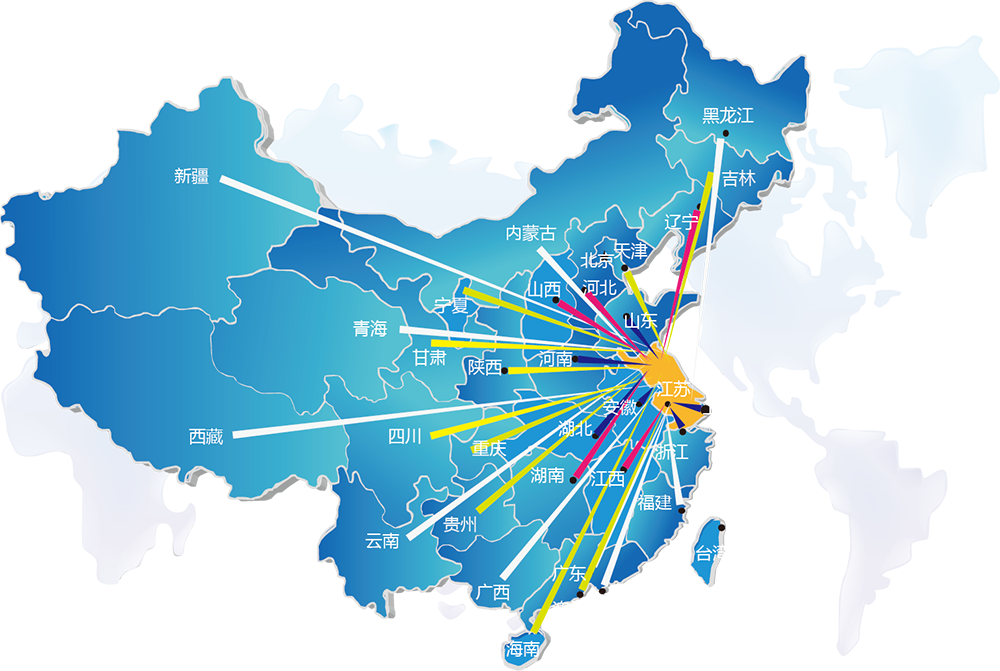 黑龙江
新疆
吉林
辽宁
内蒙古
天津
北京
山西
河北
宁夏
山东
青海
甘肃
河南
陕西
江苏
安徽
西藏
四川
湖北
重庆
浙江
湖南
江西
福建
贵州
云南
台湾
广东
广西
海南